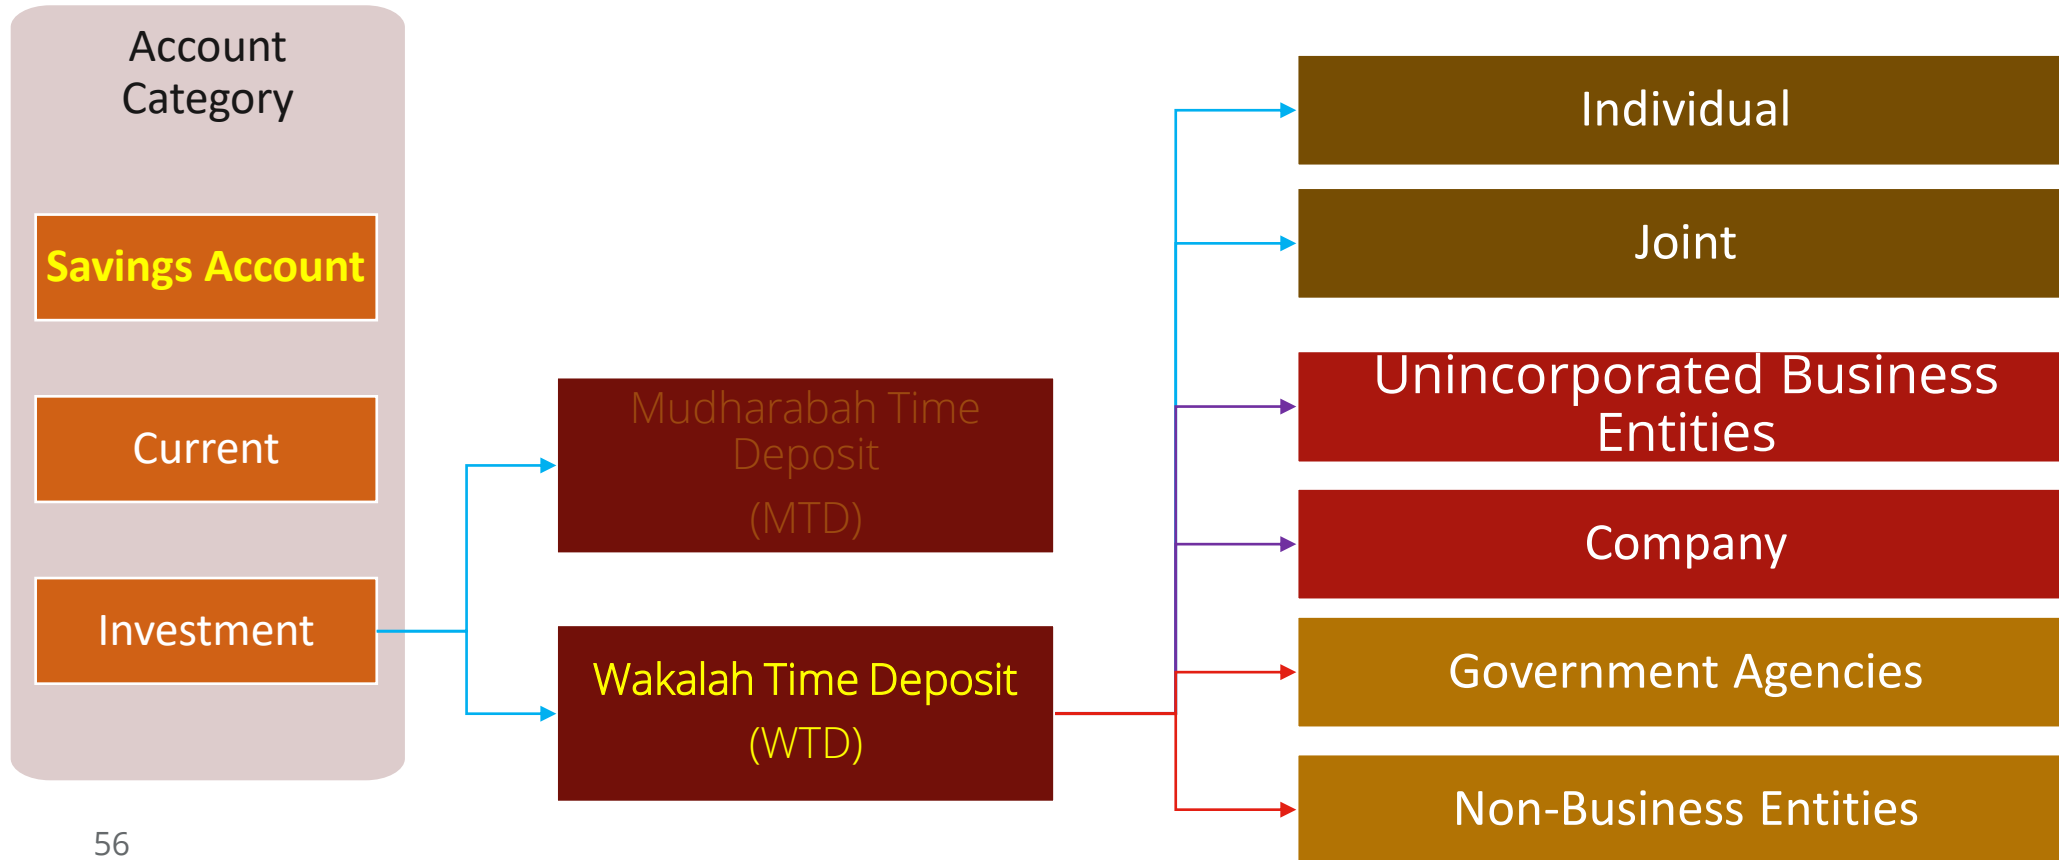 Account
Category
Savings Account
Current
Investment
Mudharabah Time
Deposit
(MTD)
Wakalah Time Deposit
(WTD)
Individual
Joint
Unincorporated Business
Entities
Company
Government Agencies
Non-Business Entities
56